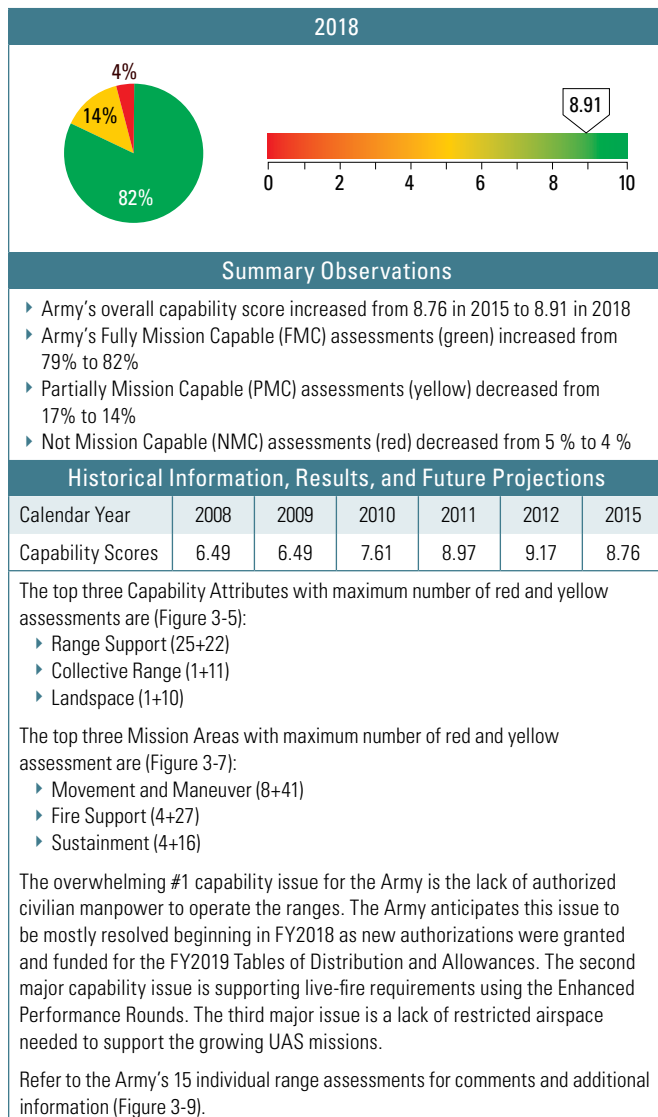 2018
4%
14%
82%
8.91
0 2 4 6 8 10
Summary Observations
‣ Army's overall capability score increased from 8.76 in 2015 to 8.91 in 2018
‣ Army's Fully Mission Capable (FMC) assessments (green) increased from
79% to 82%
‣ Partially Mission Capable (PMC) assessments (yellow) decreased from
17% to 14%
‣ Not Mission Capable (NMC) assessments (red) decreased from 5 % to 4 %
Historical Information, Results, and Future Projections
Calendar Year 2008 2009 2010 2011 2012 2015
Capability Scores 6.49 6.49 7.61 8.97 9.17 8.76
The top three Capability Attributes with maximum number of red and yellow
assessments are (Figure 3-5):
‣ Range Support (25+22)
‣ Collective Range (1+11)
‣ Landspace (1+10)
The top three Mission Areas with maximum number of red and yellow
assessment are (Figure 3-7):
‣ Movement and Maneuver (8+41)
‣ Fire Support (4+27)
‣ Sustainment (4+16)
The overwhelming #1 capability issue for the Army is the lack of authorized
civilian manpower to operate the ranges. The Army anticipates this issue to
be mostly resolved beginning in FY2018 as new authorizations were granted
and funded for the FY2019 Tables of Distribution and Allowances. The second
major capability issue is supporting live-fire requirements using the Enhanced
Performance Rounds. The third major issue is a lack of restricted airspace
needed to support the growing UAS missions.
Refer to the Army's 15 individual range assessments for comments and additional
information (Figure 3-9).